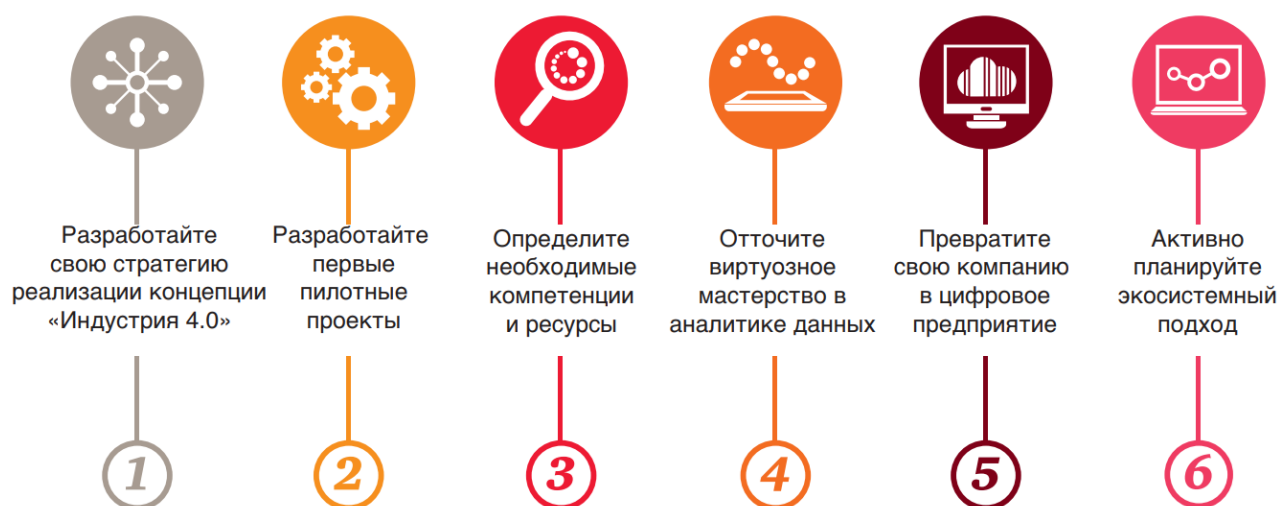 Разработайте
свою стратегию
реализации концепции
«Индустрия 4.0»
1
Разработайте
первые
пилотные
проекты
2
Определите
необходимые
компетенции
и ресурсы
3
Отточите
виртуозное
мастерство в
аналитике данных
4
Превратите
свою компанию
в цифровое
предприятие
5
Активно
планируйте
экосистемный
подход
6